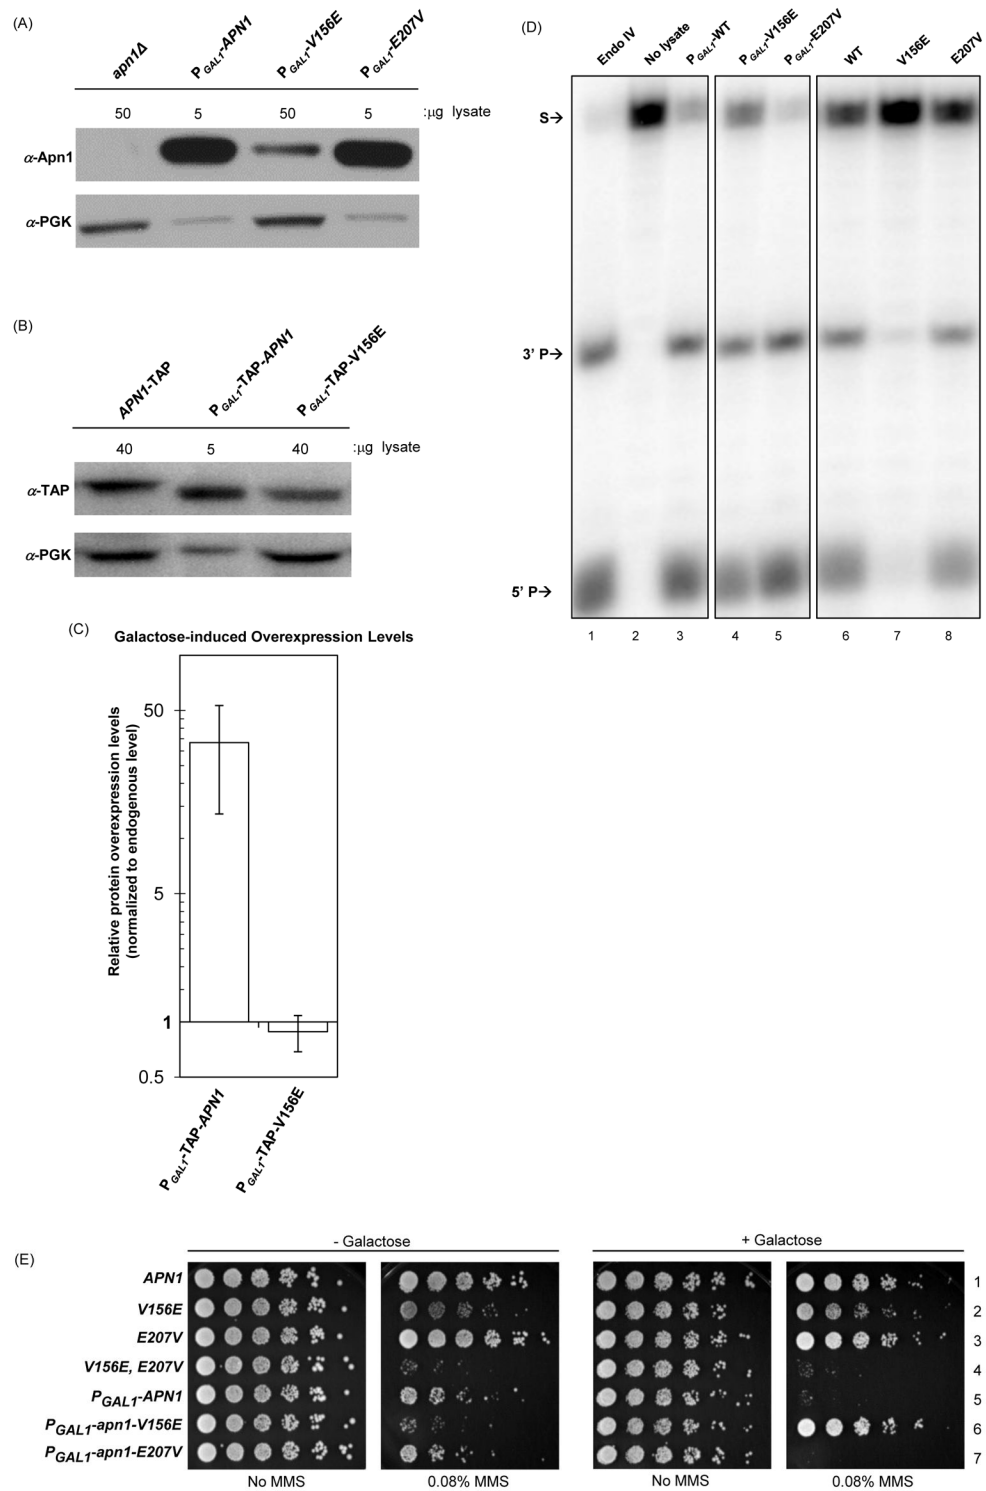 (A)
apn1Δ PGAL1-APN1 PGAL1-V156E PGAL1-E207V
50 5 50 5 :μg lysate
α-Apn1
α-PGK
(B)
APN1-TAP PGAL1-TAP-APN1 PGAL1-TAP-V156E
40 5 40 :μg lysate
α-TAP
α-PGK
(C)
Galactose-induced Overexpression Levels
Relative protein overexpression levels
(normalized to endogenous level)
50
5
1
0.5
PGAL1-TAP-APN1 PGAL1-TAP-V156E
(D)
Endo IV No lysate PGAL1-WT PGAL1-V156E PGAL1-E207V WT V156E E207V
S→
3' P→
5' P→
1 2 3 4 5 6 7 8
(E)
- Galactose + Galactose
APN1 1
V156E 2
E207V 3
V156E, E207V 4
PGAL1-APN1 5
PGAL1-apn1-V156E 6
PGAL1-apn1-E207V 7
No MMS 0.08% MMS No MMS 0.08% MMS